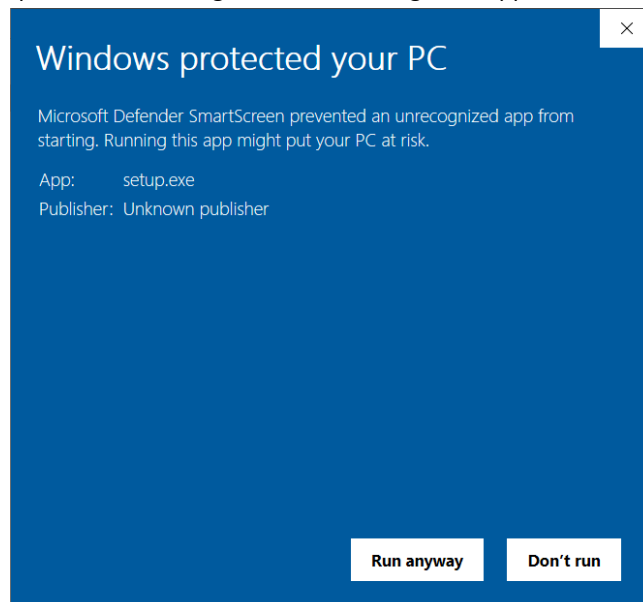 Windows protected your PC
Microsoft Defender SmartScreen prevented an unrecognized app from
starting. Running this app might put your PC at risk.
App: setup.exe
Publisher: Unknown publisher
Run anyway Don't run